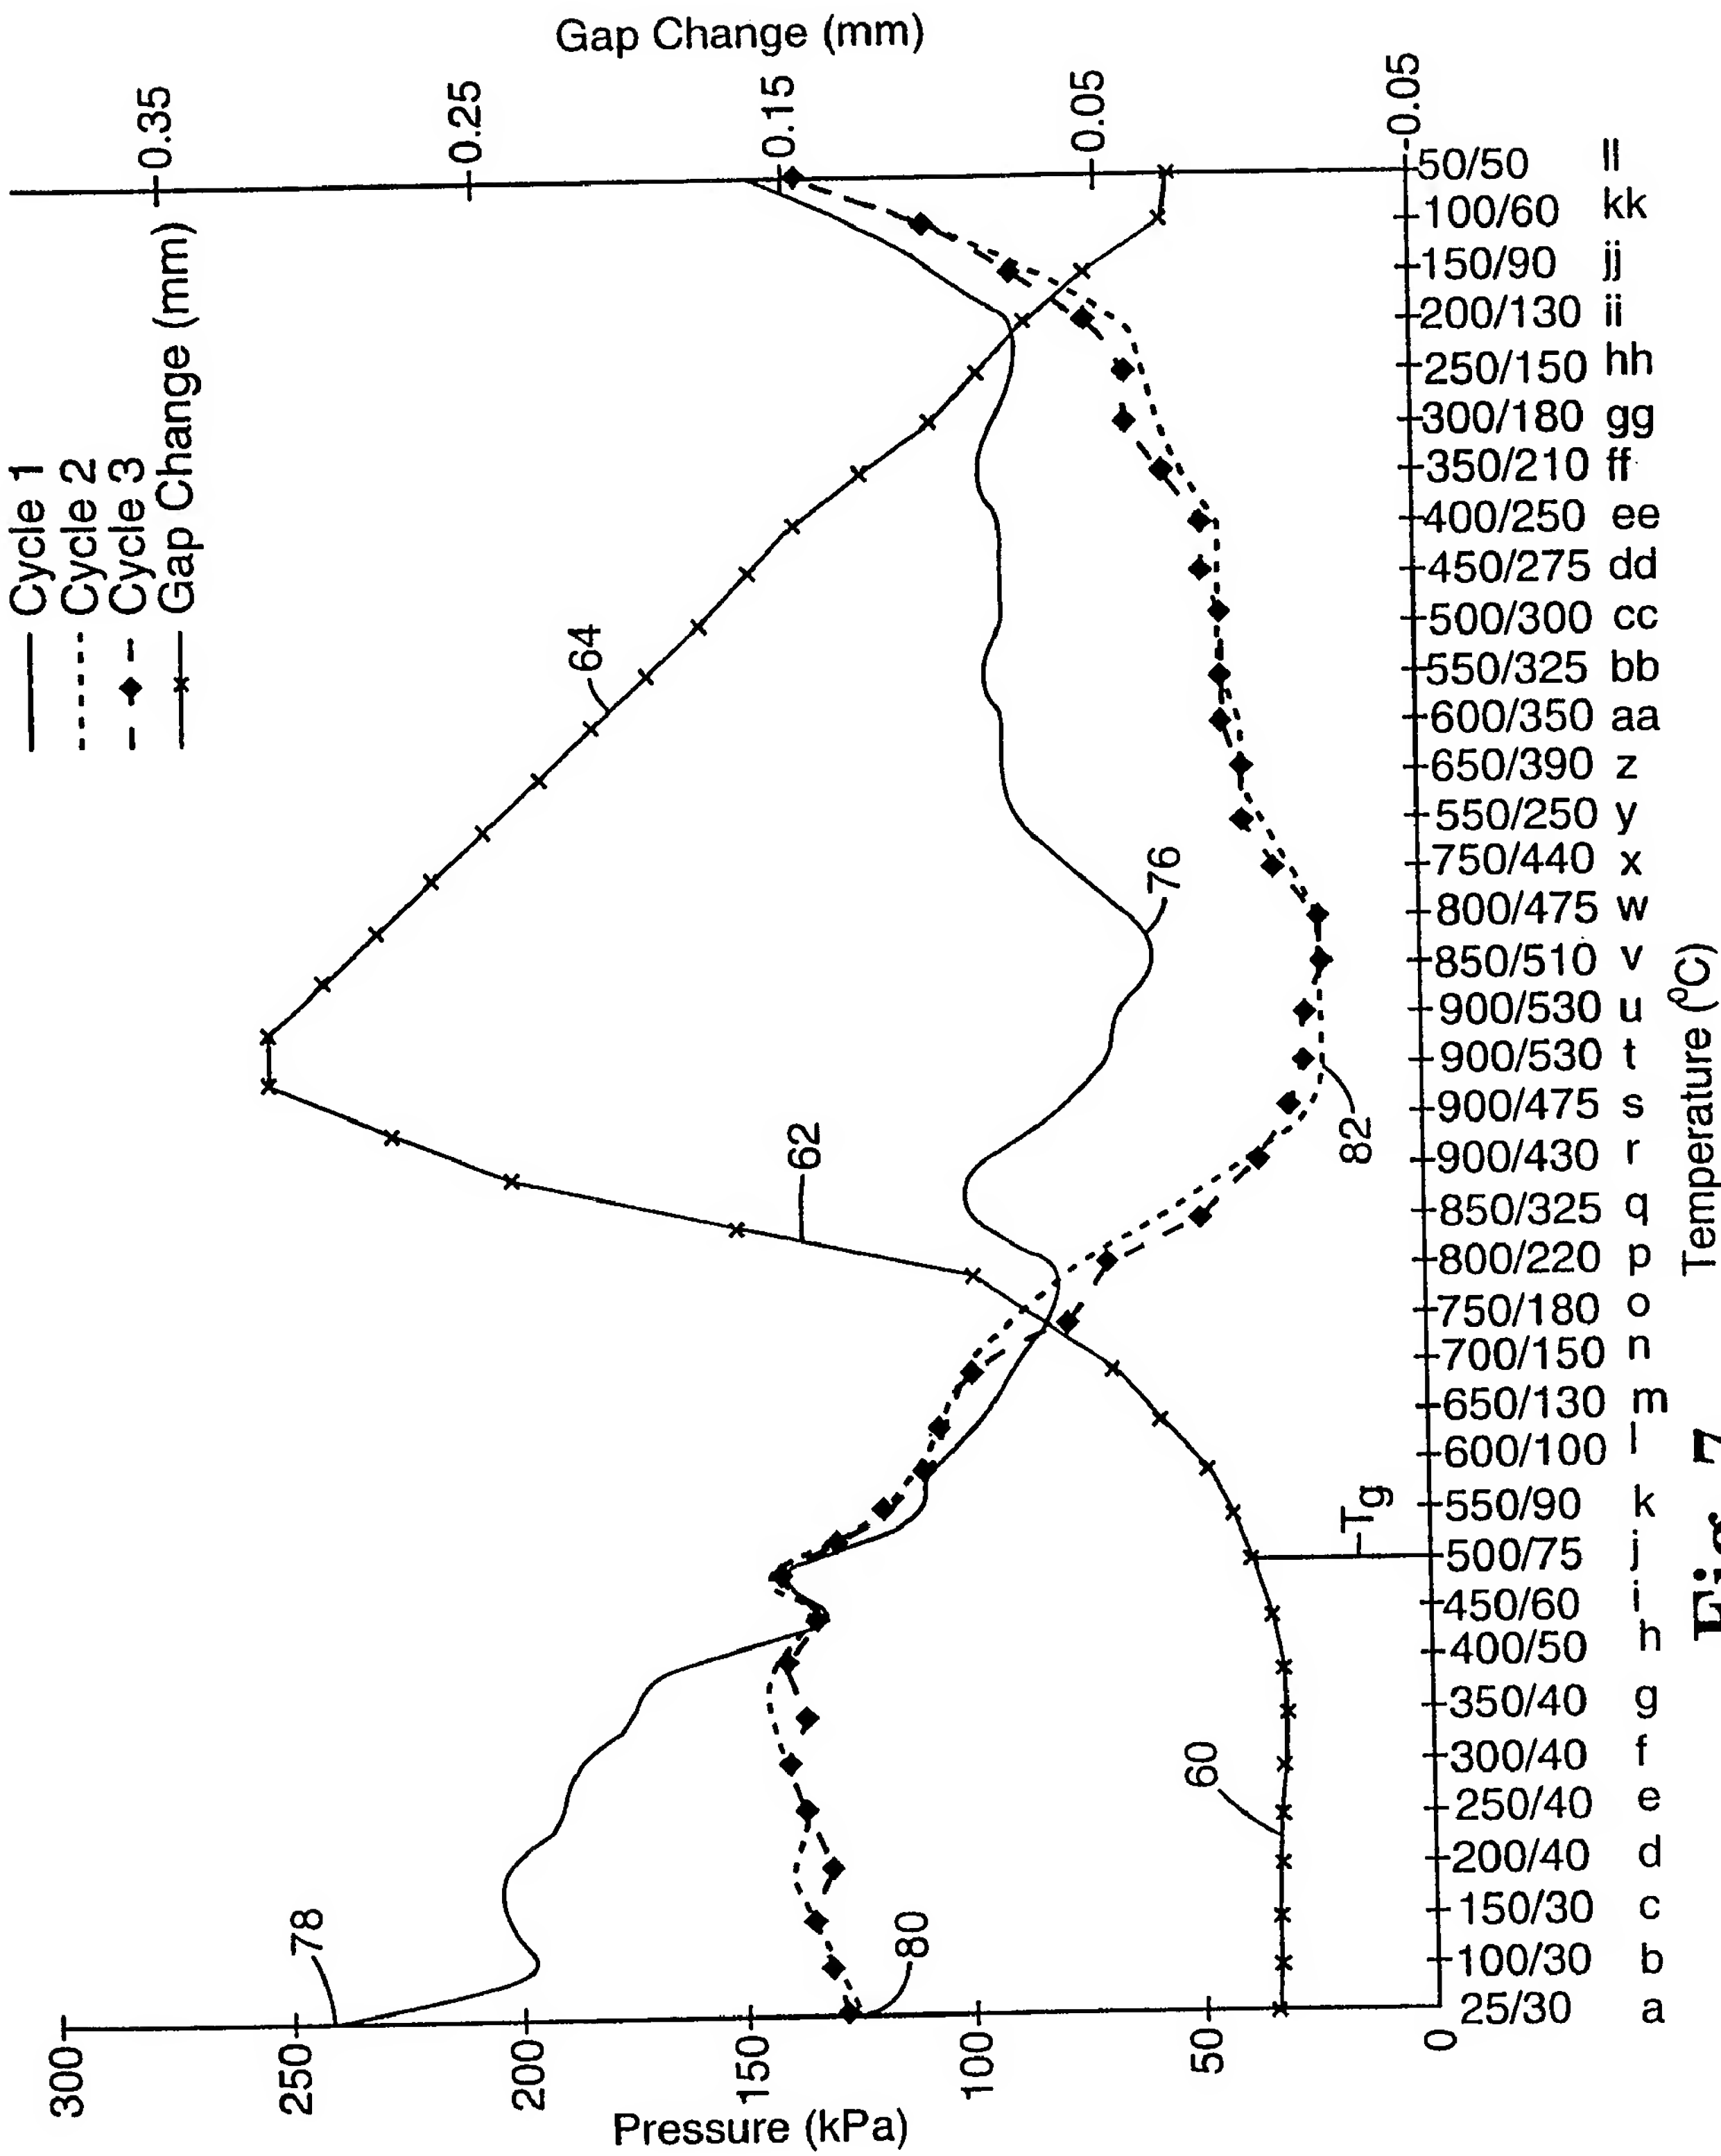 Cycle 1
Cycle 2
Cycle 3
Gap Change (mm)
Pressure (kPa)
300
250
200
150
100
50
0
Gap Change (mm)
0.35
0.25
0.15
0.05
-0.05
78
80
60
62
64
76
82
Tg
25/30 a
100/30 b
150/30 c
200/40 d
250/40 e
300/40 f
350/40 g
400/50 h
450/60 i
500/75 j
550/90 k
600/100 l
650/130 m
700/150 n
750/180 o
800/220 p
850/325 q
900/430 r
900/475 s
900/530 t
900/530 u
850/510 v
800/475 w
750/440 x
550/250 y
650/390 z
600/350 aa
550/325 bb
500/300 cc
450/275 dd
400/250 ee
350/210 ff
300/180 gg
250/150 hh
200/130 ii
150/90 jj
100/60 kk
50/50 ll
Temperature (⁰C)
Fig. 7